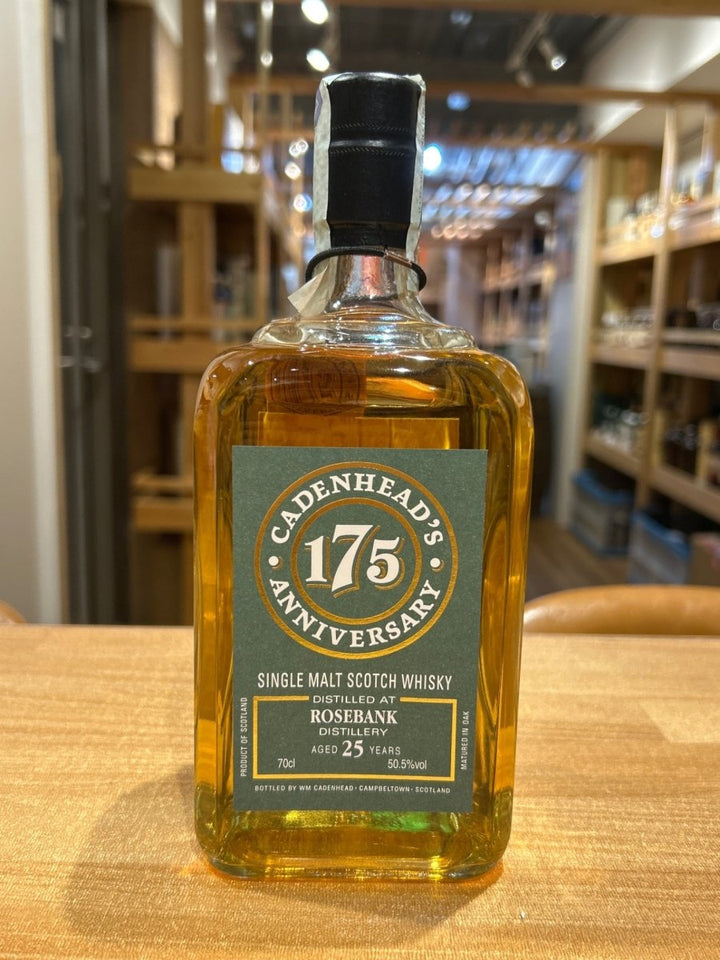 CADENHEAD'S
175
ANNIVERSARY
SINGLE MALT SCOTCH WHISKY
DISTILLED AT
ROSEBANK
DISTILLERY
AGED 25 YEARS
70cl 50.5%vol
PRODUCT OF SCOTLAND
MATURED IN OAK
BOTTLED BY WM CADENHEAD · CAMPBELTOWN · SCOTLAND